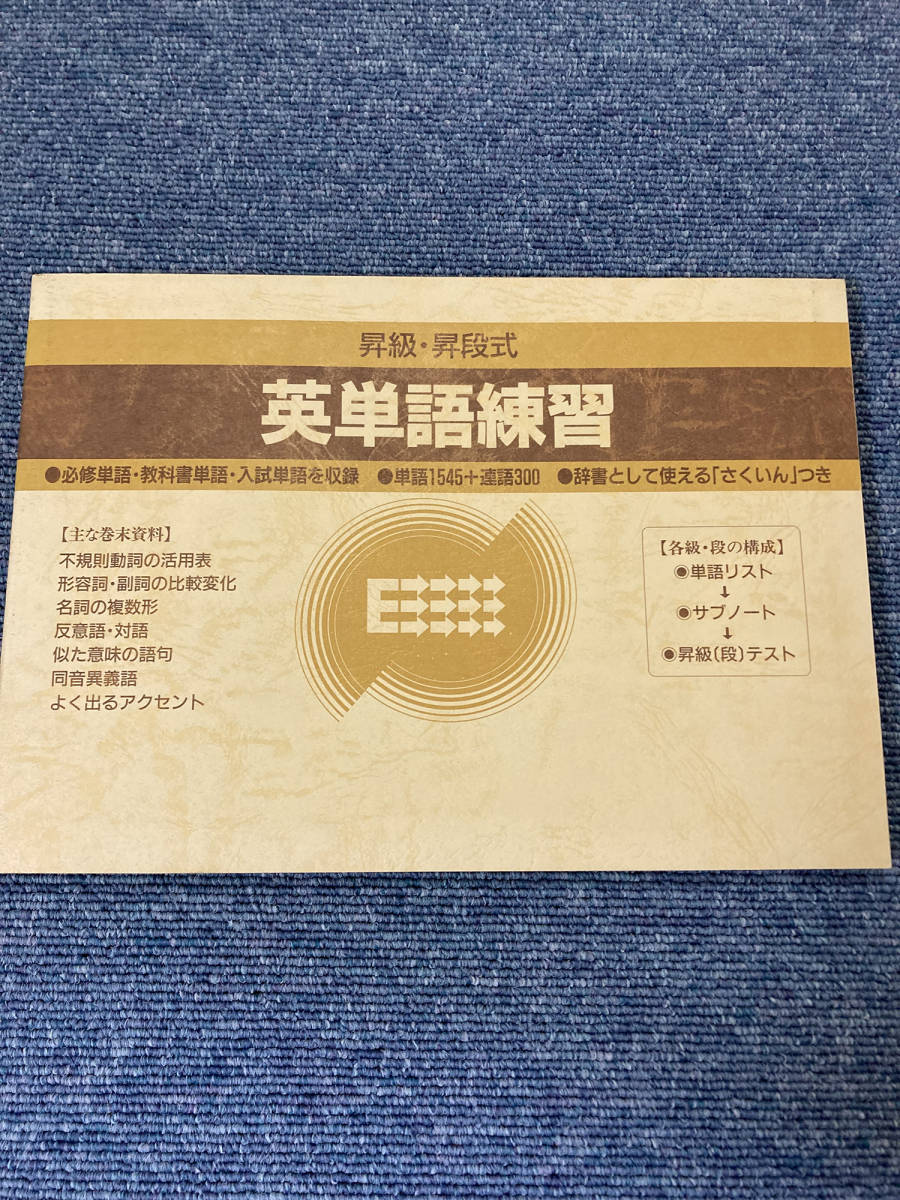 昇級・昇段式
英単語練習
●必修単語・教科書単語・入試単語を収録 ●単語1545+連語300 ●辞書として使える「さくいん」つき
【主な巻末資料】
不規則動詞の活用表
形容詞・副詞の比較変化
名詞の複数形
反意語・対語
似た意味の語句
同音異義語
よく出るアクセント
【各級・段の構成】
◉単語リスト
↓
◉サブノート
↓
◉昇級(段)テスト